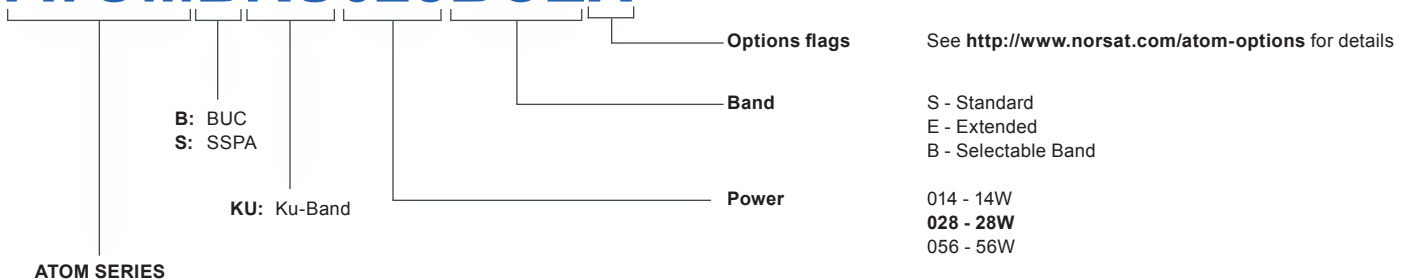 Options flags See http://www.norsat.com/atom-options for details
Band S - Standard
E - Extended
B - Selectable Band
B: BUC
S: SSPA
KU: Ku-Band
Power 014 - 14W
028 - 28W
056 - 56W
ATOM SERIES